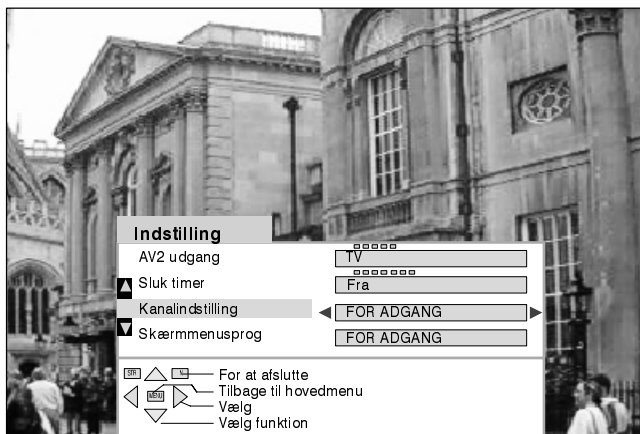 Indstilling
AV2 udgang TV
Sluk timer Fra
Kanalindstilling FOR ADGANG
Skærmmenusprog FOR ADGANG
STR N For at afslutte
MENU Tilbage til hovedmenu
Vælg
Vælg funktion